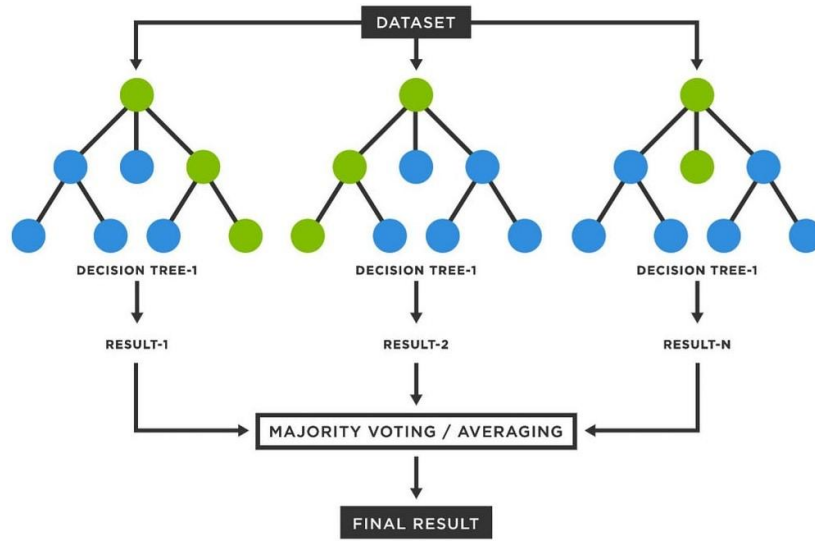 DATASET
DECISION TREE-1
DECISION TREE-1
DECISION TREE-1
RESULT-1
RESULT-2
RESULT-N
MAJORITY VOTING / AVERAGING
FINAL RESULT